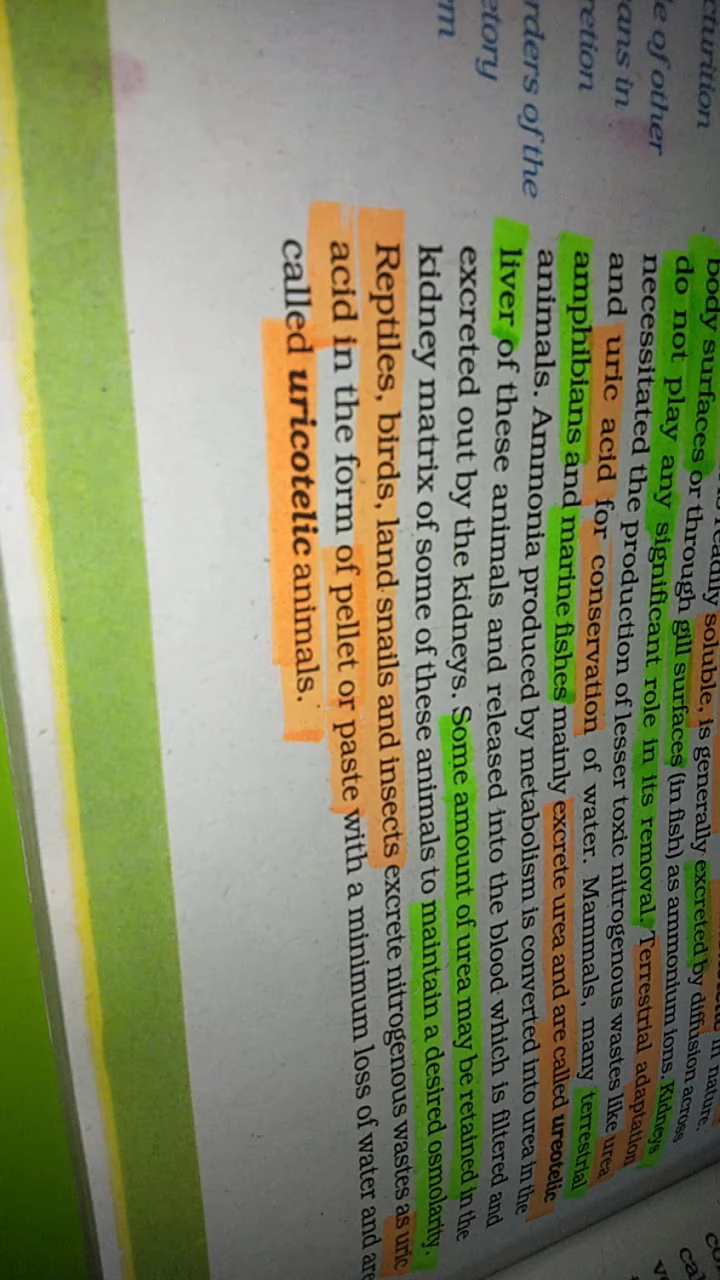 cturition
le of other
ans in
retion
rders of the
etory
m
readily soluble, is generally excreted by diffusion across
body surfaces or through gill surfaces (in fish) as ammonium ions. Kidneys
do not play any significant role in its removal. Terrestrial adaptation
necessitated the production of lesser toxic nitrogenous wastes like urea
and uric acid for conservation of water. Mammals, many terrestrial
amphibians and marine fishes mainly excrete urea and are called ureotelic
animals. Ammonia produced by metabolism is converted into urea in the
liver of these animals and released into the blood which is filtered and
excreted out by the kidneys. Some amount of urea may be retained in the
kidney matrix of some of these animals to maintain a desired osmolarity.
Reptiles, birds, land snails and insects excrete nitrogenous wastes as uric
acid in the form of pellet or paste with a minimum loss of water and are
called uricotelic animals.